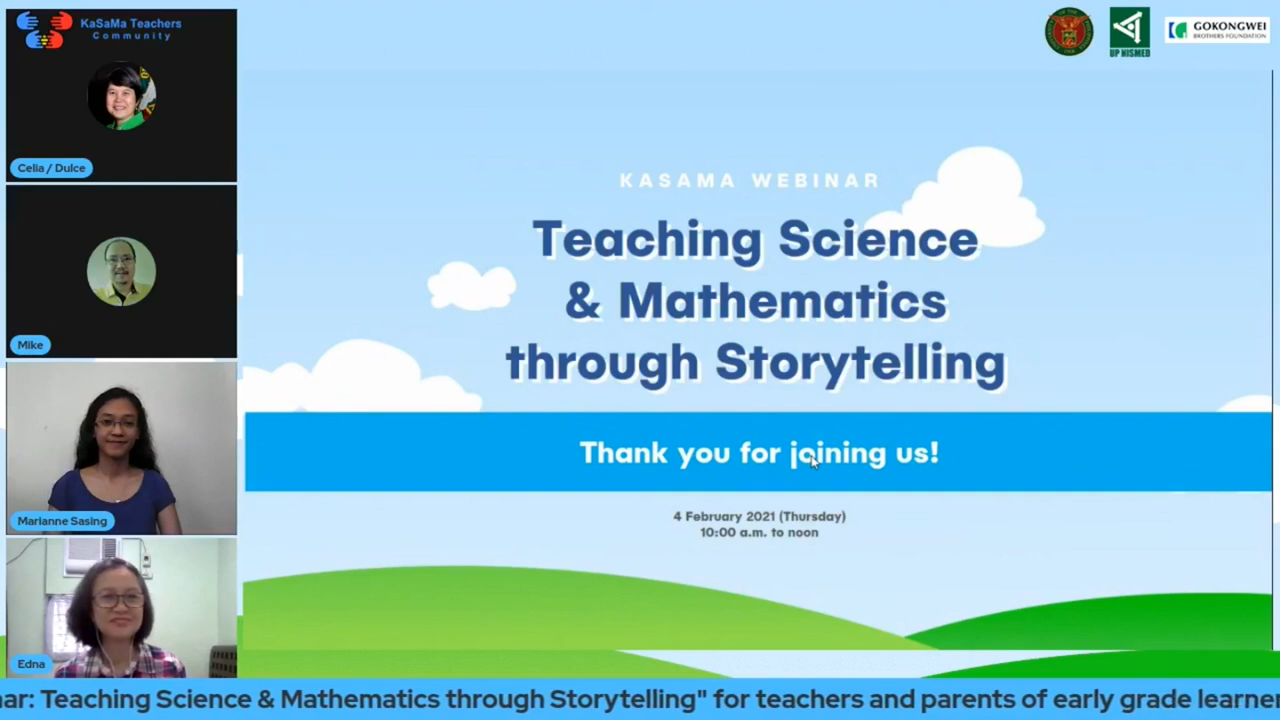 KaSaMa Teachers
Community
Celia / Dulce
Mike
Marianne Sasing
Edna
UP NISMED
GOKONGWEI
BROTHERS FOUNDATION
KASAMA WEBINAR
Teaching Science
& Mathematics
through Storytelling
Thank you for joining us!
4 February 2021 (Thursday)
10:00 a.m. to noon
nar: Teaching Science & Mathematics through Storytelling" for teachers and parents of early grade learner